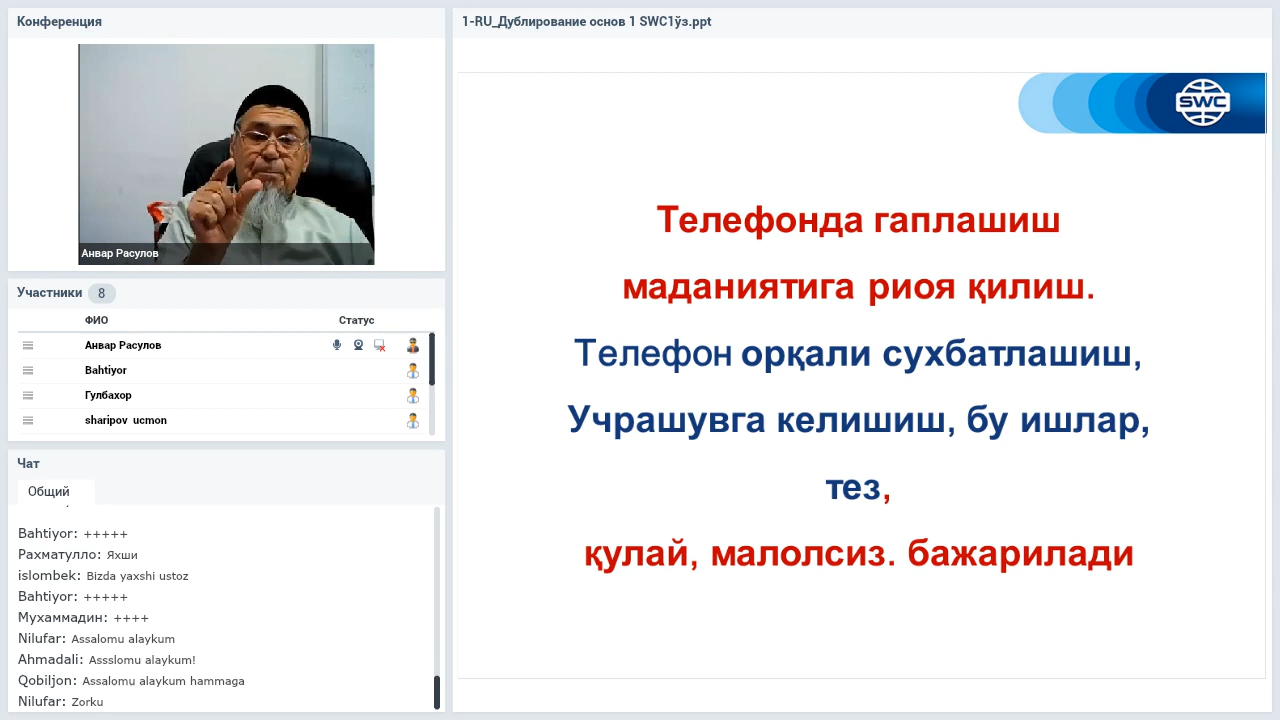 Конференция
Анвар Расулов
Участники 8
ФИО Статус
Анвар Расулов
Bahtiyor
Гулбахор
sharipov ucmon
Чат
Общий
Bahtiyor: +++++
Рахматулло: Яхши
islombek: Bizda yaxshi ustoz
Bahtiyor: +++++
Мухаммадин: ++++
Nilufar: Assalomu alaykum
Ahmadali: Assslomu alaykum!
Qobiljon: Assalomu alaykum hammaga
Nilufar: Zorku
1-RU_Дублирование основ 1 SWC1ўз.ppt
SWC
Телефонда гаплашиш
маданиятига риоя қилиш.
Телефон орқали сухбатлашиш,
Учрашувга келишиш, бу ишлар,
тез,
қулай, малолсиз. бажарилади